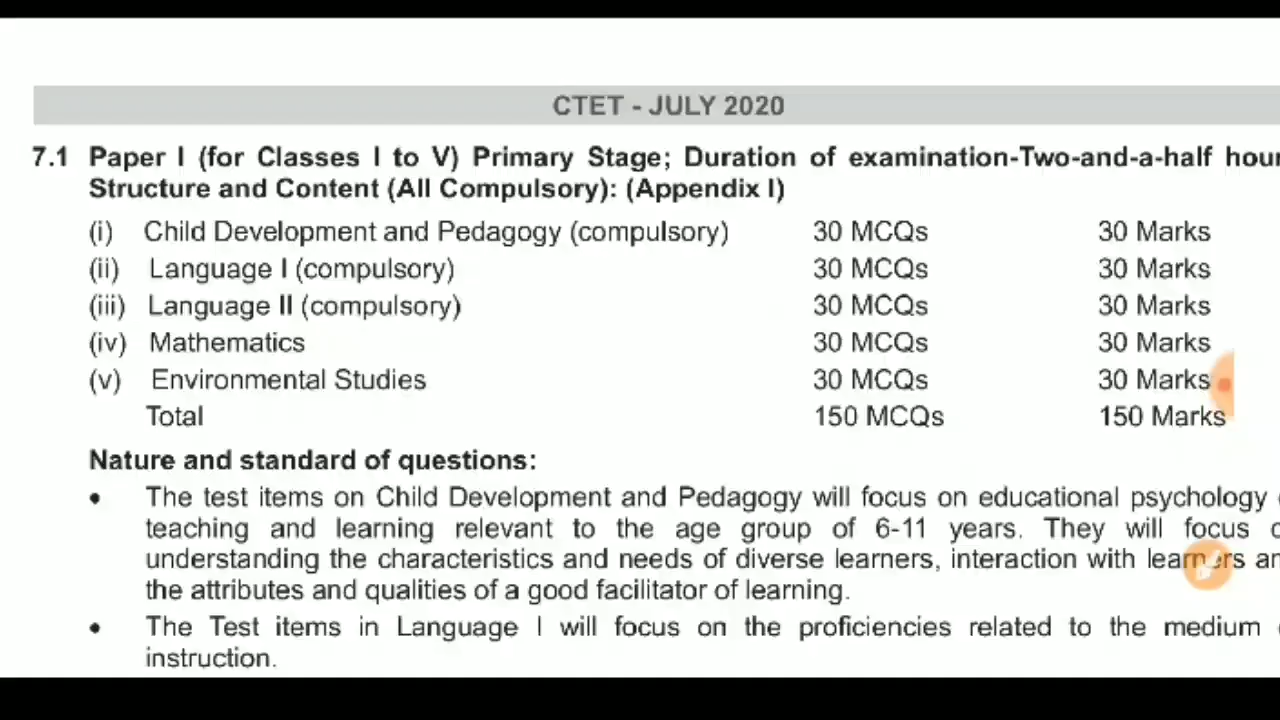 CTET - JULY 2020
7.1 Paper I (for Classes I to V) Primary Stage; Duration of examination-Two-and-a-half
Structure and Content (All Compulsory): (Appendix I)
(i) Child Development and Pedagogy (compulsory) 30 MCQs 30 Marks
(ii) Language I (compulsory) 30 MCQs 30 Marks
(iii) Language II (compulsory) 30 MCQs 30 Marks
(iv) Mathematics 30 MCQs 30 Marks
(v) Environmental Studies 30 MCQs 30 Marks
Total 150 MCQs 150 Marks
Nature and standard of questions:
• The test items on Child Development and Pedagogy will focus on educational psychology
teaching and learning relevant to the age group of 6-11 years. They will focus
understanding the characteristics and needs of diverse learners, interaction with learners
the attributes and qualities of a good facilitator of learning.
• The Test items in Language I will focus on the proficiencies related to the medium
instruction.